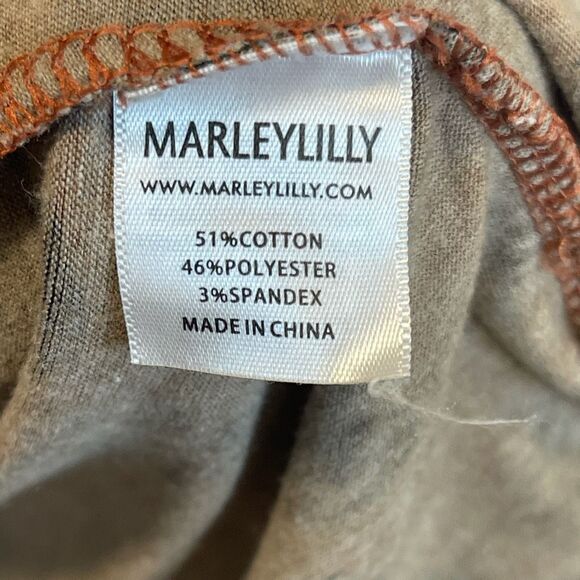 MARLEYLILLY
WWW.MARLEYLILLY.COM
51%COTTON
46%POLYESTER
3%SPANDEX
MADE IN CHINA